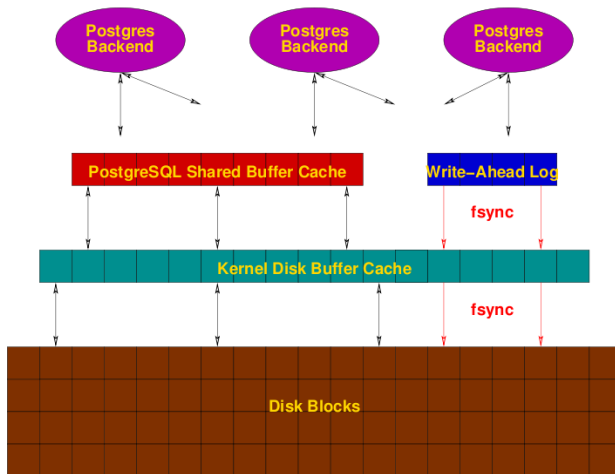 Postgres
Backend
Postgres
Backend
Postgres
Backend
PostgreSQL Shared Buffer Cache
Write−Ahead Log
fsync
Kernel Disk Buffer Cache
fsync
Disk Blocks